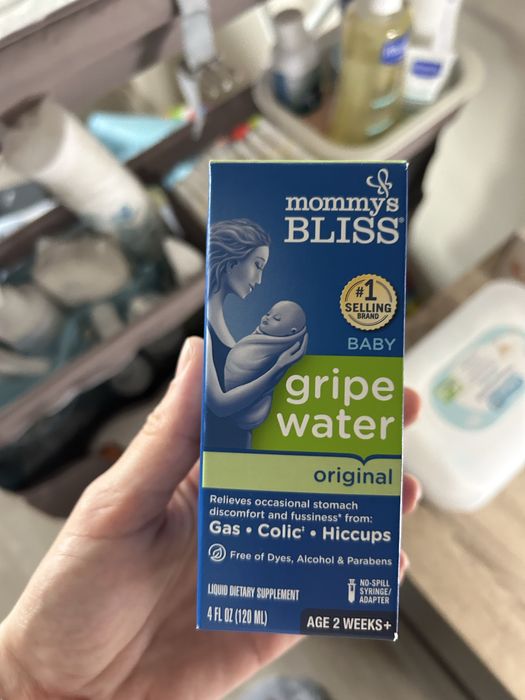 mommy's
BLISS®
#1
SELLING
BRAND
BABY
gripe
water
original
Relieves occasional stomach
discomfort and fussiness* from:
Gas • Colic‡ • Hiccups
Free of Dyes, Alcohol & Parabens
LIQUID DIETARY SUPPLEMENT
4 FL OZ (120 ML)
NO-SPILL
SYRINGE/
ADAPTER
AGE 2 WEEKS+